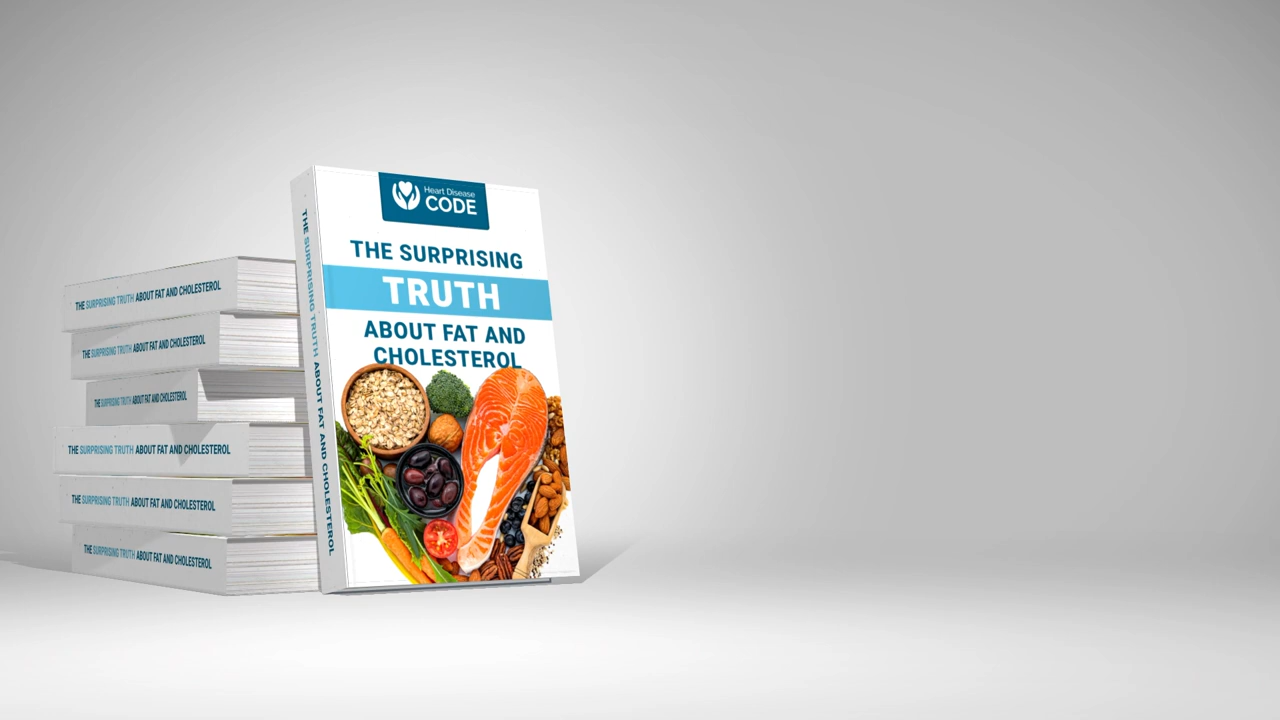 Heart Disease
CODE
THE SURPRISING
TRUTH
ABOUT FAT AND
CHOLESTEROL
THE SURPRISING TRUTH ABOUT FAT AND CHOLESTEROL
THE SURPRISING TRUTH ABOUT FAT AND CHOLESTEROL
THE SURPRISING TRUTH ABOUT FAT AND CHOLESTEROL
THE SURPRISING TRUTH ABOUT FAT AND CHOLESTEROL
THE SURPRISING TRUTH ABOUT FAT AND CHOLESTEROL
THE SURPRISING TRUTH ABOUT FAT AND CHOLESTEROL
THE SURPRISING TRUTH ABOUT FAT AND CHOLESTEROL